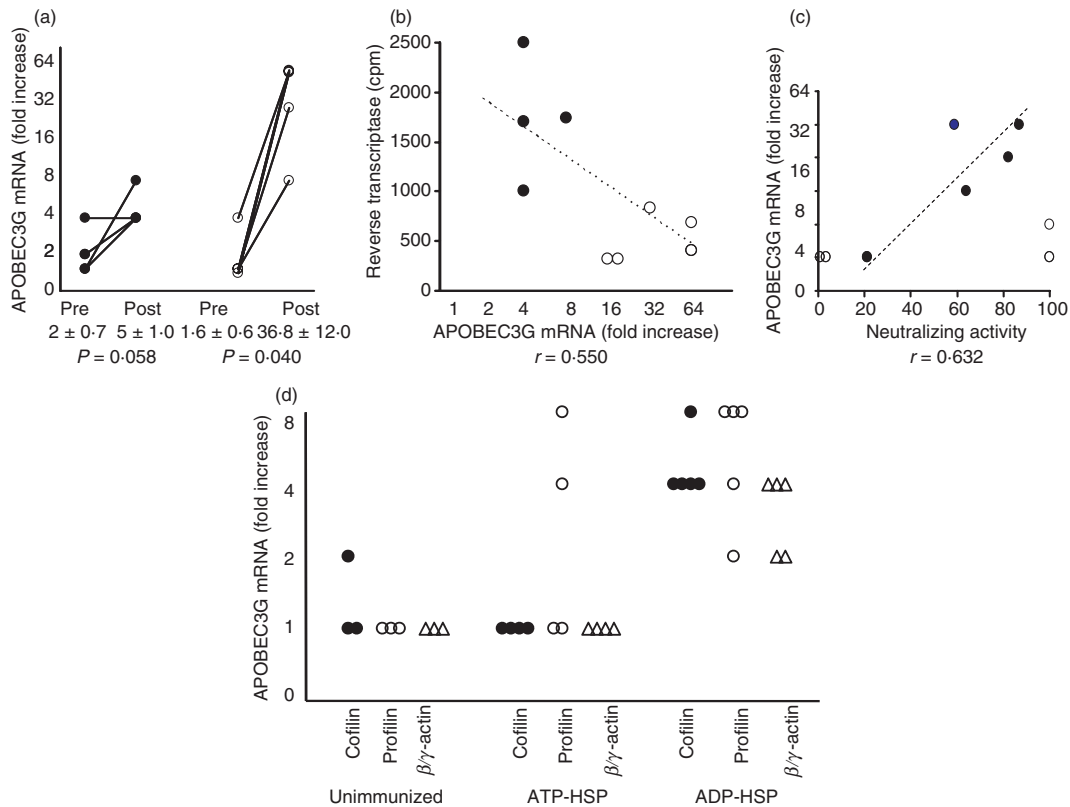 (a)
APOBEC3G mRNA (fold increase)
64
32
16
8
4
2
0
Pre Post Pre Post
2 ± 0·7 5 ± 1·0 1·6 ± 0·6 36·8 ± 12·0
P = 0·058 P = 0·040
(b)
Reverse transcriptase (cpm)
2500
2000
1500
1000
500
0
1 2 4 8 16 32 64
APOBEC3G mRNA (fold increase)
r = 0·550
(c)
APOBEC3G mRNA (fold increase)
64
32
16
8
4
0
0 20 40 60 80 100
Neutralizing activity
r = 0·632
(d)
APOBEC3G mRNA (fold increase)
8
4
2
1
0
Cofilin Profilin β/γ-actin Cofilin Profilin β/γ-actin Cofilin Profilin β/γ-actin
Unimmunized ATP-HSP ADP-HSP